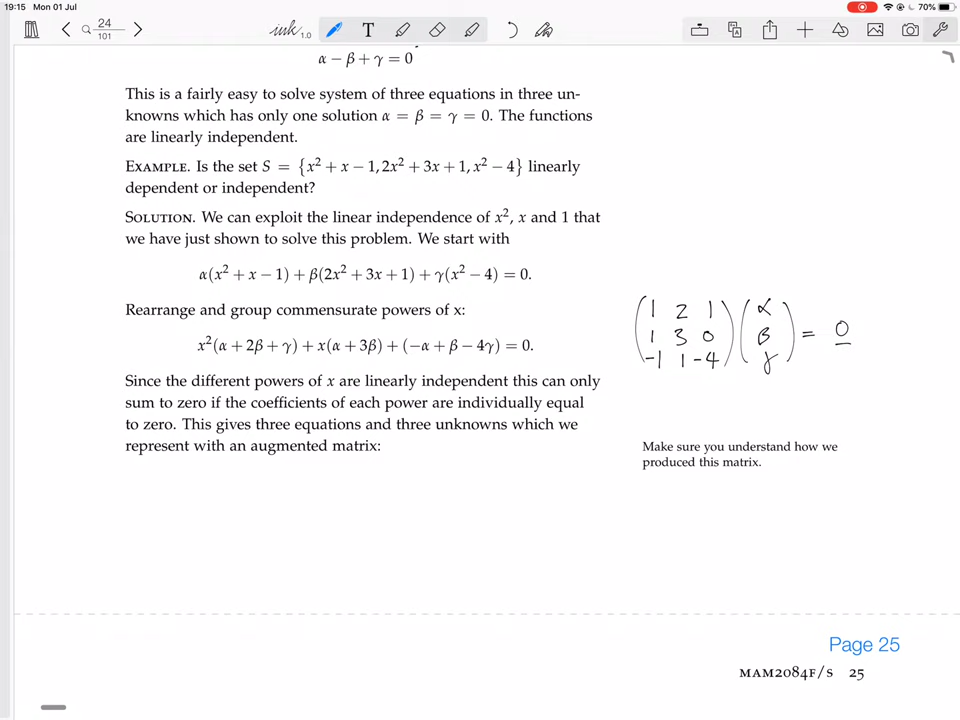 19:15 Mon 01 Jul
70%
24
101
ink 1.0
T
α − β + γ = 0
This is a fairly easy to solve system of three equations in three un-
knowns which has only one solution α = β = γ = 0. The functions
are linearly independent.
Example. Is the set S = {x² + x − 1, 2x² + 3x + 1, x² − 4} linearly
dependent or independent?
Solution. We can exploit the linear independence of x², x and 1 that
we have just shown to solve this problem. We start with
α(x² + x − 1) + β(2x² + 3x + 1) + γ(x² − 4) = 0.
Rearrange and group commensurate powers of x:
x²(α + 2β + γ) + x(α + 3β) + (−α + β − 4γ) = 0.
Since the different powers of x are linearly independent this can only
sum to zero if the coefficients of each power are individually equal
to zero. This gives three equations and three unknowns which we
represent with an augmented matrix:
1 2 1 α
1 3 0 β = 0
-1 1 -4 γ
Make sure you understand how we
produced this matrix.
Page 25
MAM2084F/S 25